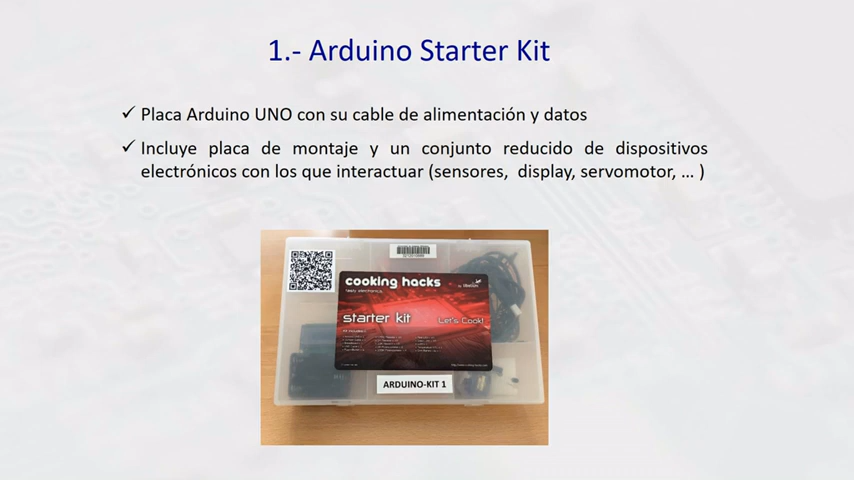 1.- Arduino Starter Kit
✓ Placa Arduino UNO con su cable de alimentación y datos
✓ Incluye placa de montaje y un conjunto reducido de dispositivos
electrónicos con los que interactuar (sensores, display, servomotor, ... )
cooking hacks
starter kit
Let's Cook!
ARDUINO-KIT 1